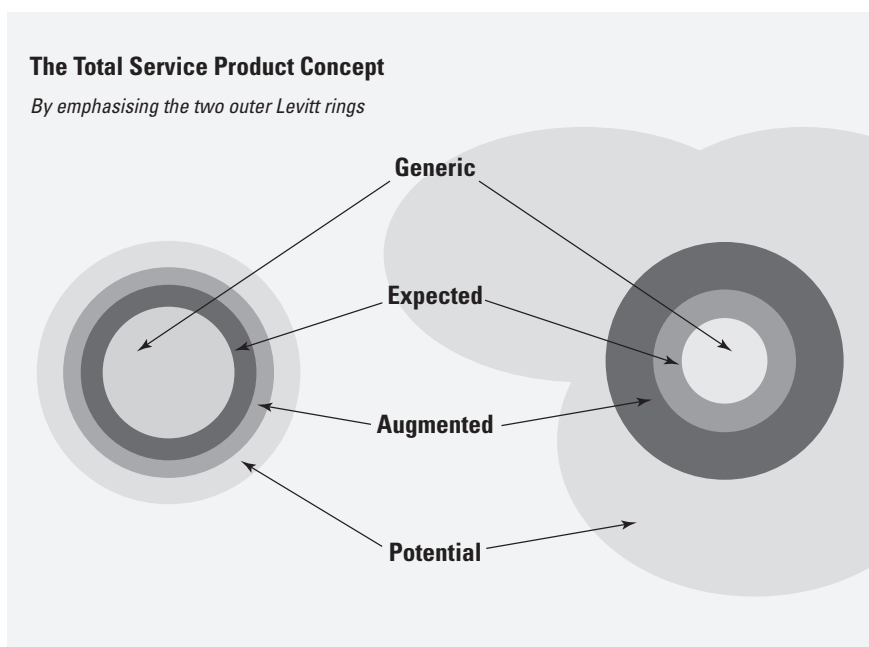 The Total Service Product Concept
By emphasising the two outer Levitt rings
Generic
Expected
Augmented
Potential